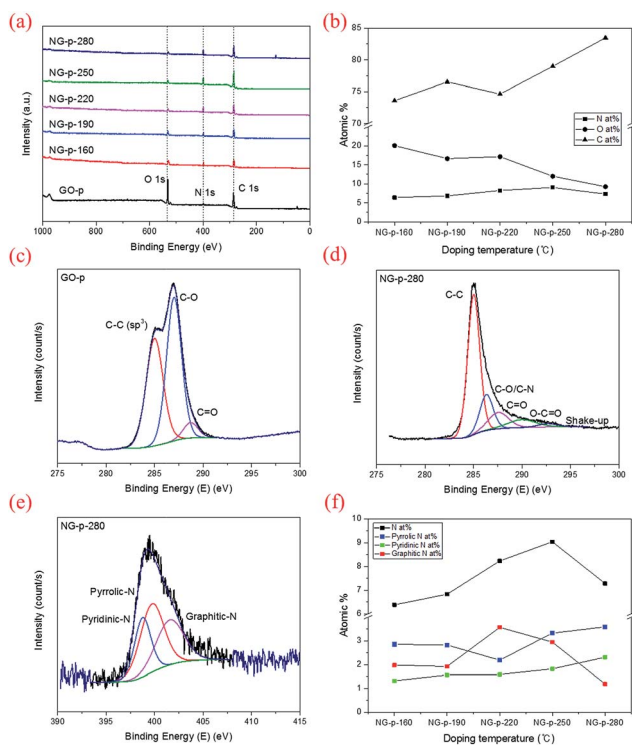 (a)
NG-p-280
NG-p-250
NG-p-220
NG-p-190
NG-p-160
GO-p
O 1s
N 1s
C 1s
Intensity (a.u.)
1000 800 600 400 200 0
Binding Energy (eV)
(b)
85
80
75
70
25
20
15
10
5
0
Atomic %
N at%
O at%
C at%
NG-p-160 NG-p-190 NG-p-220 NG-p-250 NG-p-280
Doping temperature (℃)
(c)
GO-p
C-O
C-C (sp³)
C=O
Intensity (count/s)
275 280 285 290 295 300
Binding Energy (E) (eV)
(d)
NG-p-280
C-C
C-O/C-N
C=O
O-C=O
Shake-up
Intensity (count/s)
275 280 285 290 295 300
Binding Energy (E) (eV)
(e)
NG-p-280
Pyrrolic-N
Pyridinic-N
Graphitic-N
Intensity (count/s)
390 395 400 405 410 415
Binding Energy (E) (eV)
(f)
10
9
8
7
6
5
4
3
2
1
0
Atomic %
N at%
Pyrrolic N at%
Pyridinic N at%
Graphitic N at%
NG-p-160 NG-p-190 NG-p-220 NG-p-250 NG-p-280
Doping temperature (℃)